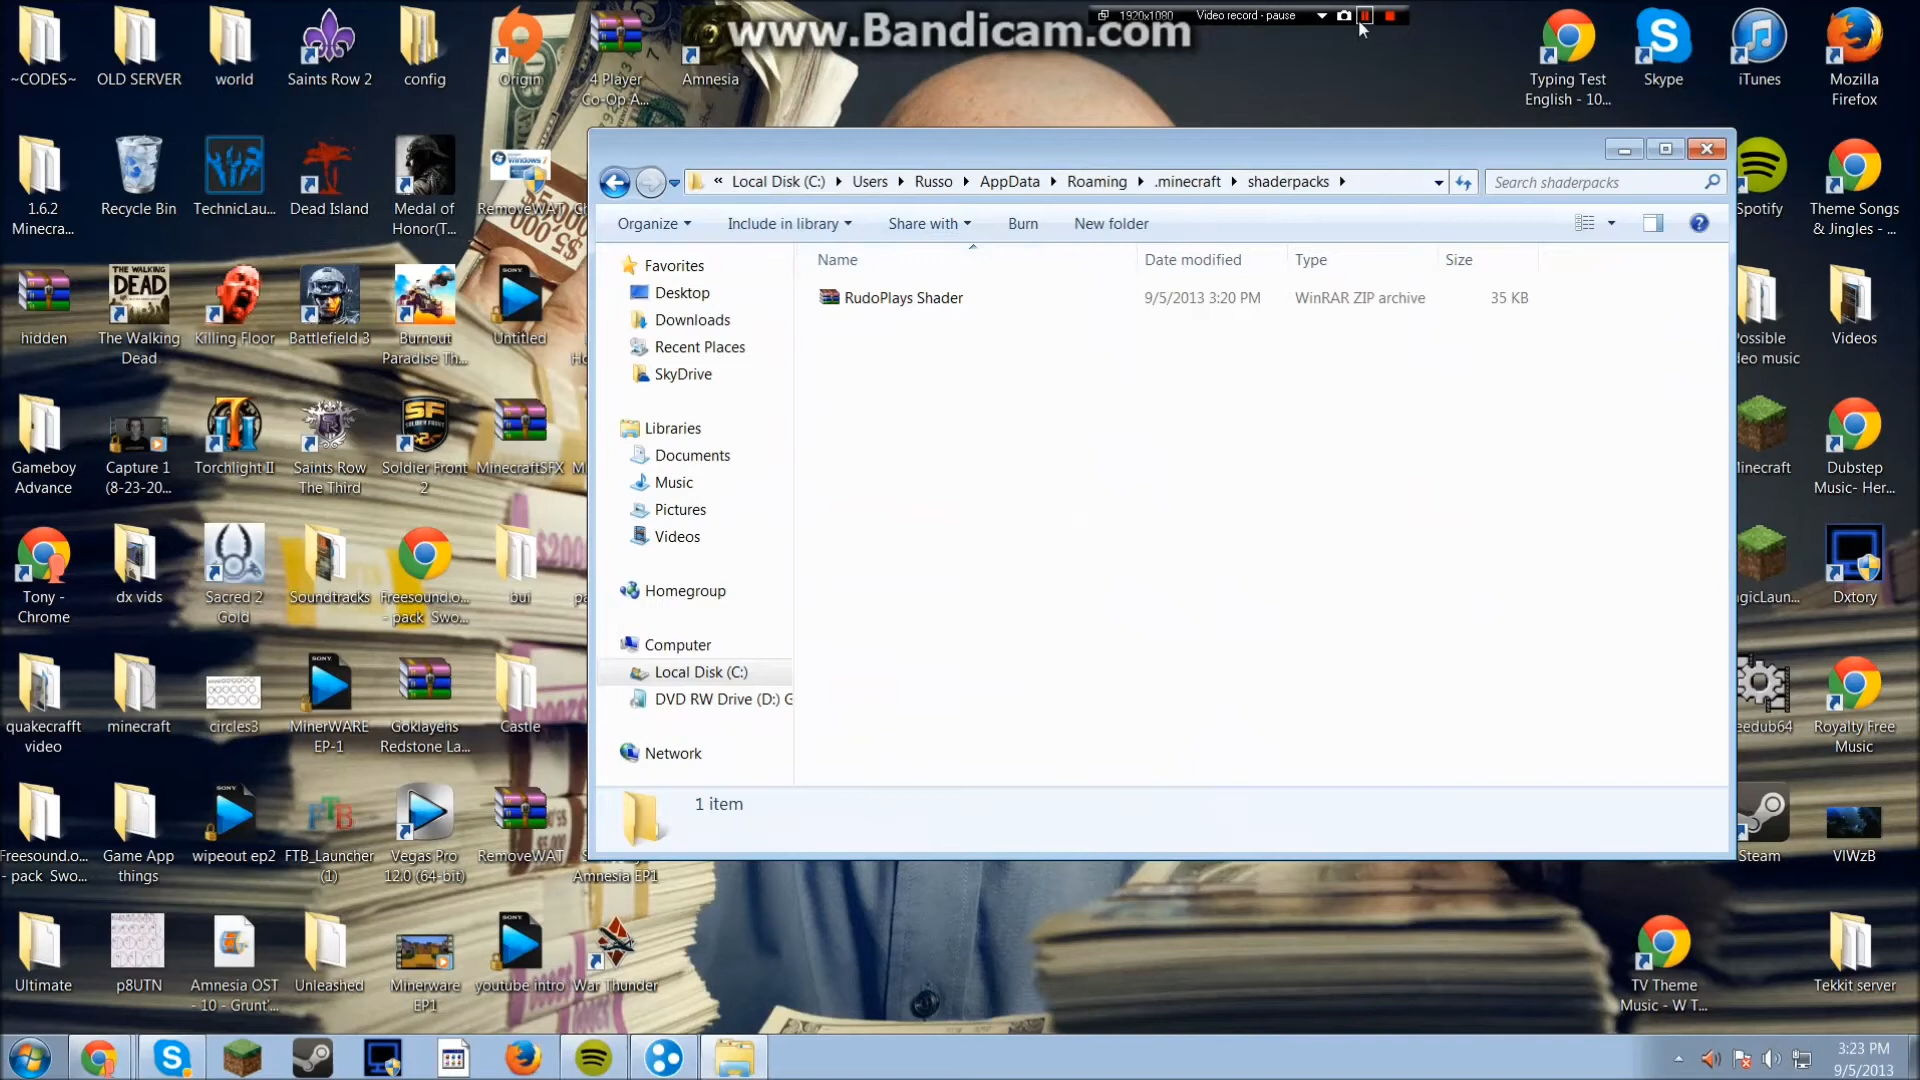 www.Bandicam.com
1920x1080 Video record - pause
~CODES~ OLD SERVER world Saints Row 2 config Origin 4 Player Co-Op A... Amnesia
Typing Test English - 10... Skype iTunes Mozilla Firefox
Local Disk (C:) Users Russo AppData Roaming .minecraft shaderpacks Search shaderpacks
1.6.2 Minecra... Recycle Bin TechnicLau... Dead Island Medal of Honor(T... RemoveWAT
Spotify Theme Songs & Jingles - ...
Organize Include in library Share with Burn New folder
Name Date modified Type Size
RudoPlays Shader 9/5/2013 3:20 PM WinRAR ZIP archive 35 KB
Favorites
Desktop
Downloads
Recent Places
SkyDrive
Libraries
Documents
Music
Pictures
Videos
Homegroup
Computer
Local Disk (C:)
DVD RW Drive (D:) G
Network
1 item
hidden The Walking Dead Killing Floor Battlefield 3 Burnout Paradise Th... Untitled
THE WALKING DEAD
SONY
Possible Videos
Gameboy Advance Capture 1 (8-23-20... Torchlight II Saints Row The Third Soldier Front 2 MinecraftSFX
SF
Minecraft Dubstep Music- Her...
Tony - Chrome dx vids Sacred 2 Gold Soundtracks Freesound.o... - pack Swo... bui
Dxtory
quakecrafft video minecraft circles3 MinerWARE EP-1 Goklayehs Redstone La... Castle
SONY
Royalty Free Music
Freesound.o... - pack Swo... Game App things wipeout ep2 FTB_Launcher (1) Vegas Pro 12.0 (64-bit) RemoveWAT Amnesia EP1
SONY
FTB
Steam VIWzB
Ultimate p8UTN Amnesia OST - 10 - Grunt'... Unleashed Minerware EP1 youtube intro War Thunder
SONY
TV Theme Music - W T... Tekkit server
3:23 PM
9/5/2013